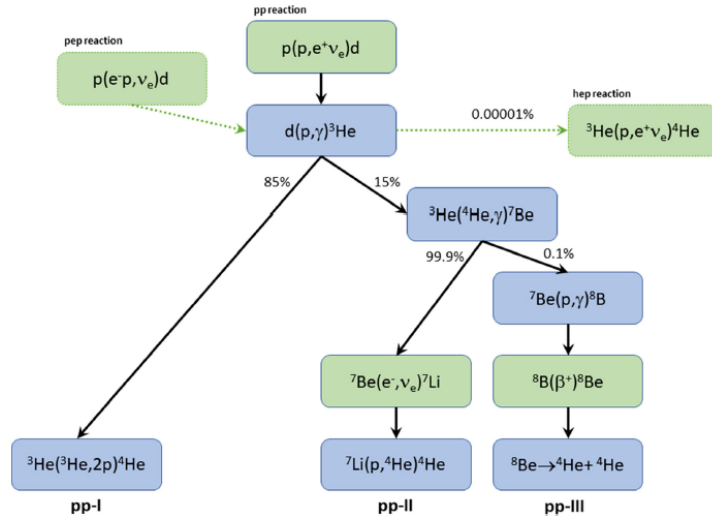 pp reaction
pep reaction
p(p,e⁺νₑ)d
p(e⁻p,νₑ)d
hep reaction
0.00001%
d(p,γ)³He
³He(p,e⁺νₑ)⁴He
85%
15%
³He(⁴He,γ)⁷Be
99.9%
0.1%
⁷Be(p,γ)⁸B
⁷Be(e⁻,νₑ)⁷Li
⁸B(β⁺)⁸Be
³He(³He,2p)⁴He
⁷Li(p,⁴He)⁴He
⁸Be→⁴He+ ⁴He
pp-I
pp-II
pp-III